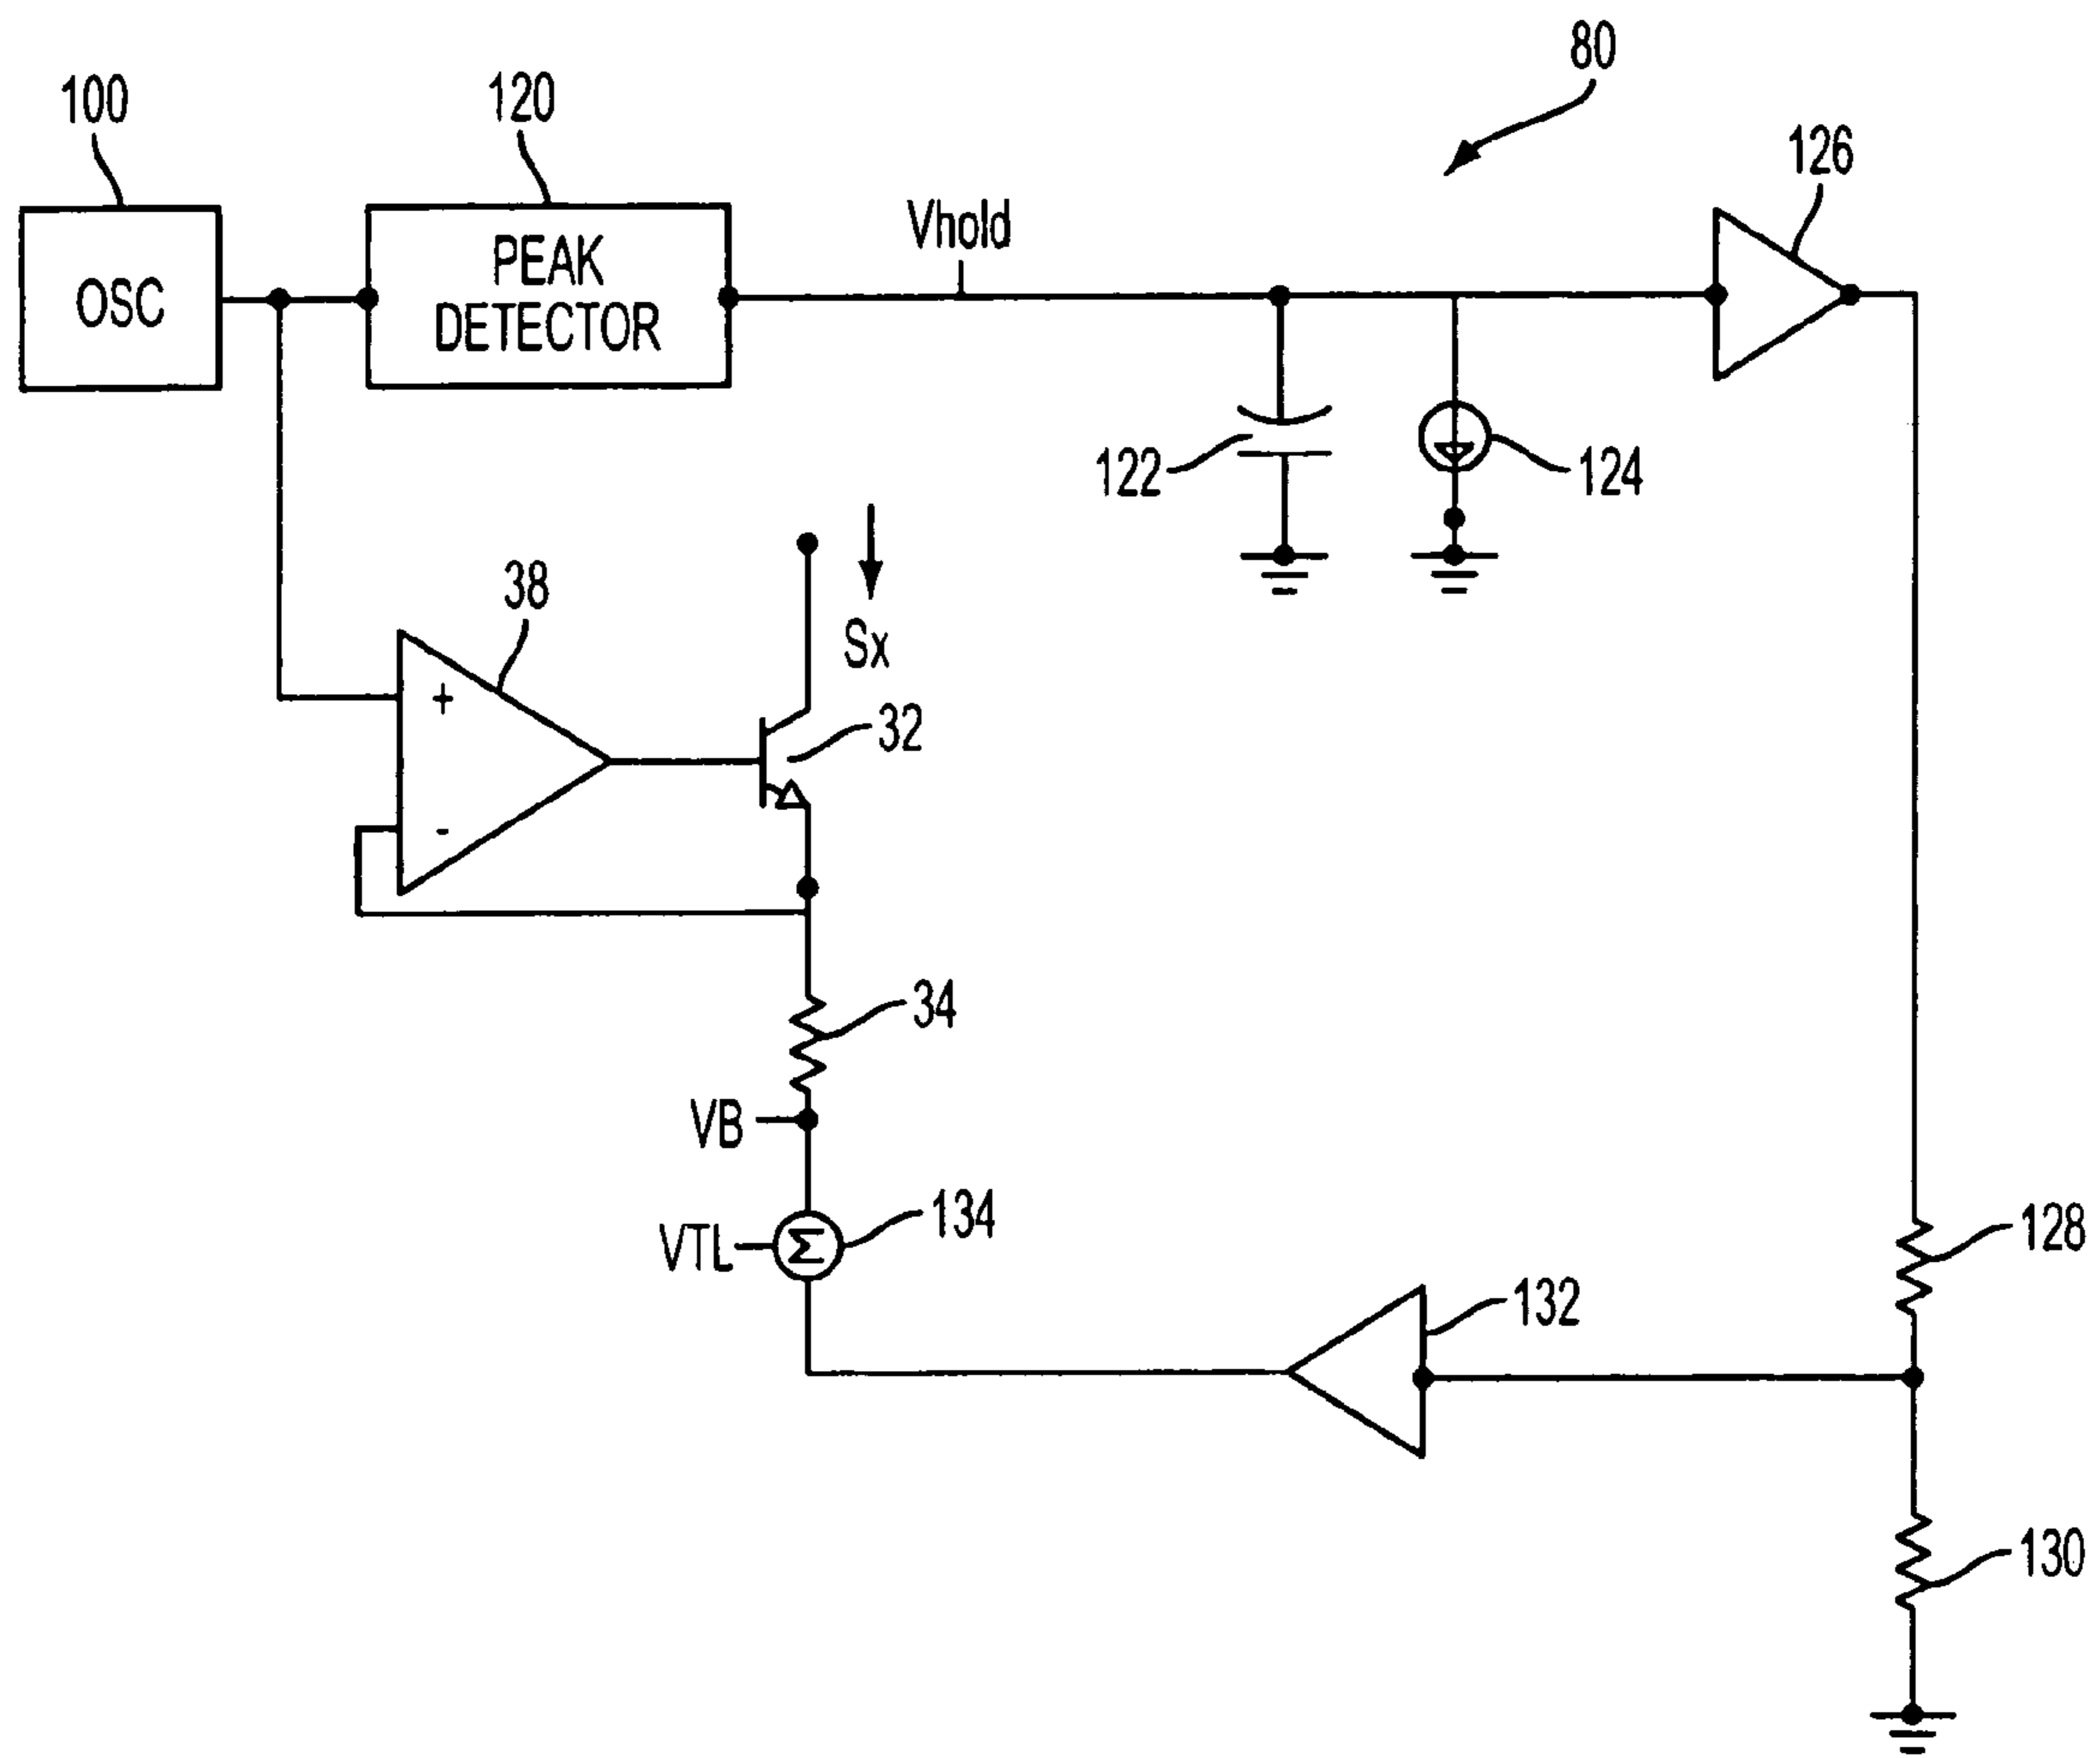 80
100
120
126
OSC
PEAK
DETECTOR
Vhold
122
124
38
Sx
+
32
-
34
VB
VTL
Σ
134
128
132
130